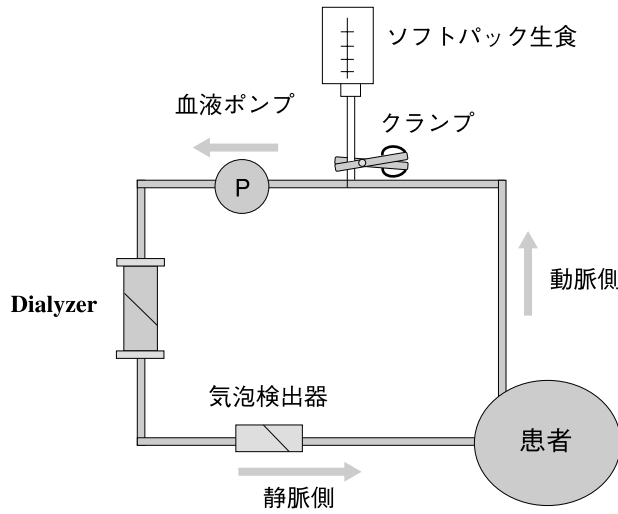 ソフトパック生食
血液ポンプ
クランプ
P
Dialyzer
動脈側
気泡検出器
患者
静脈側